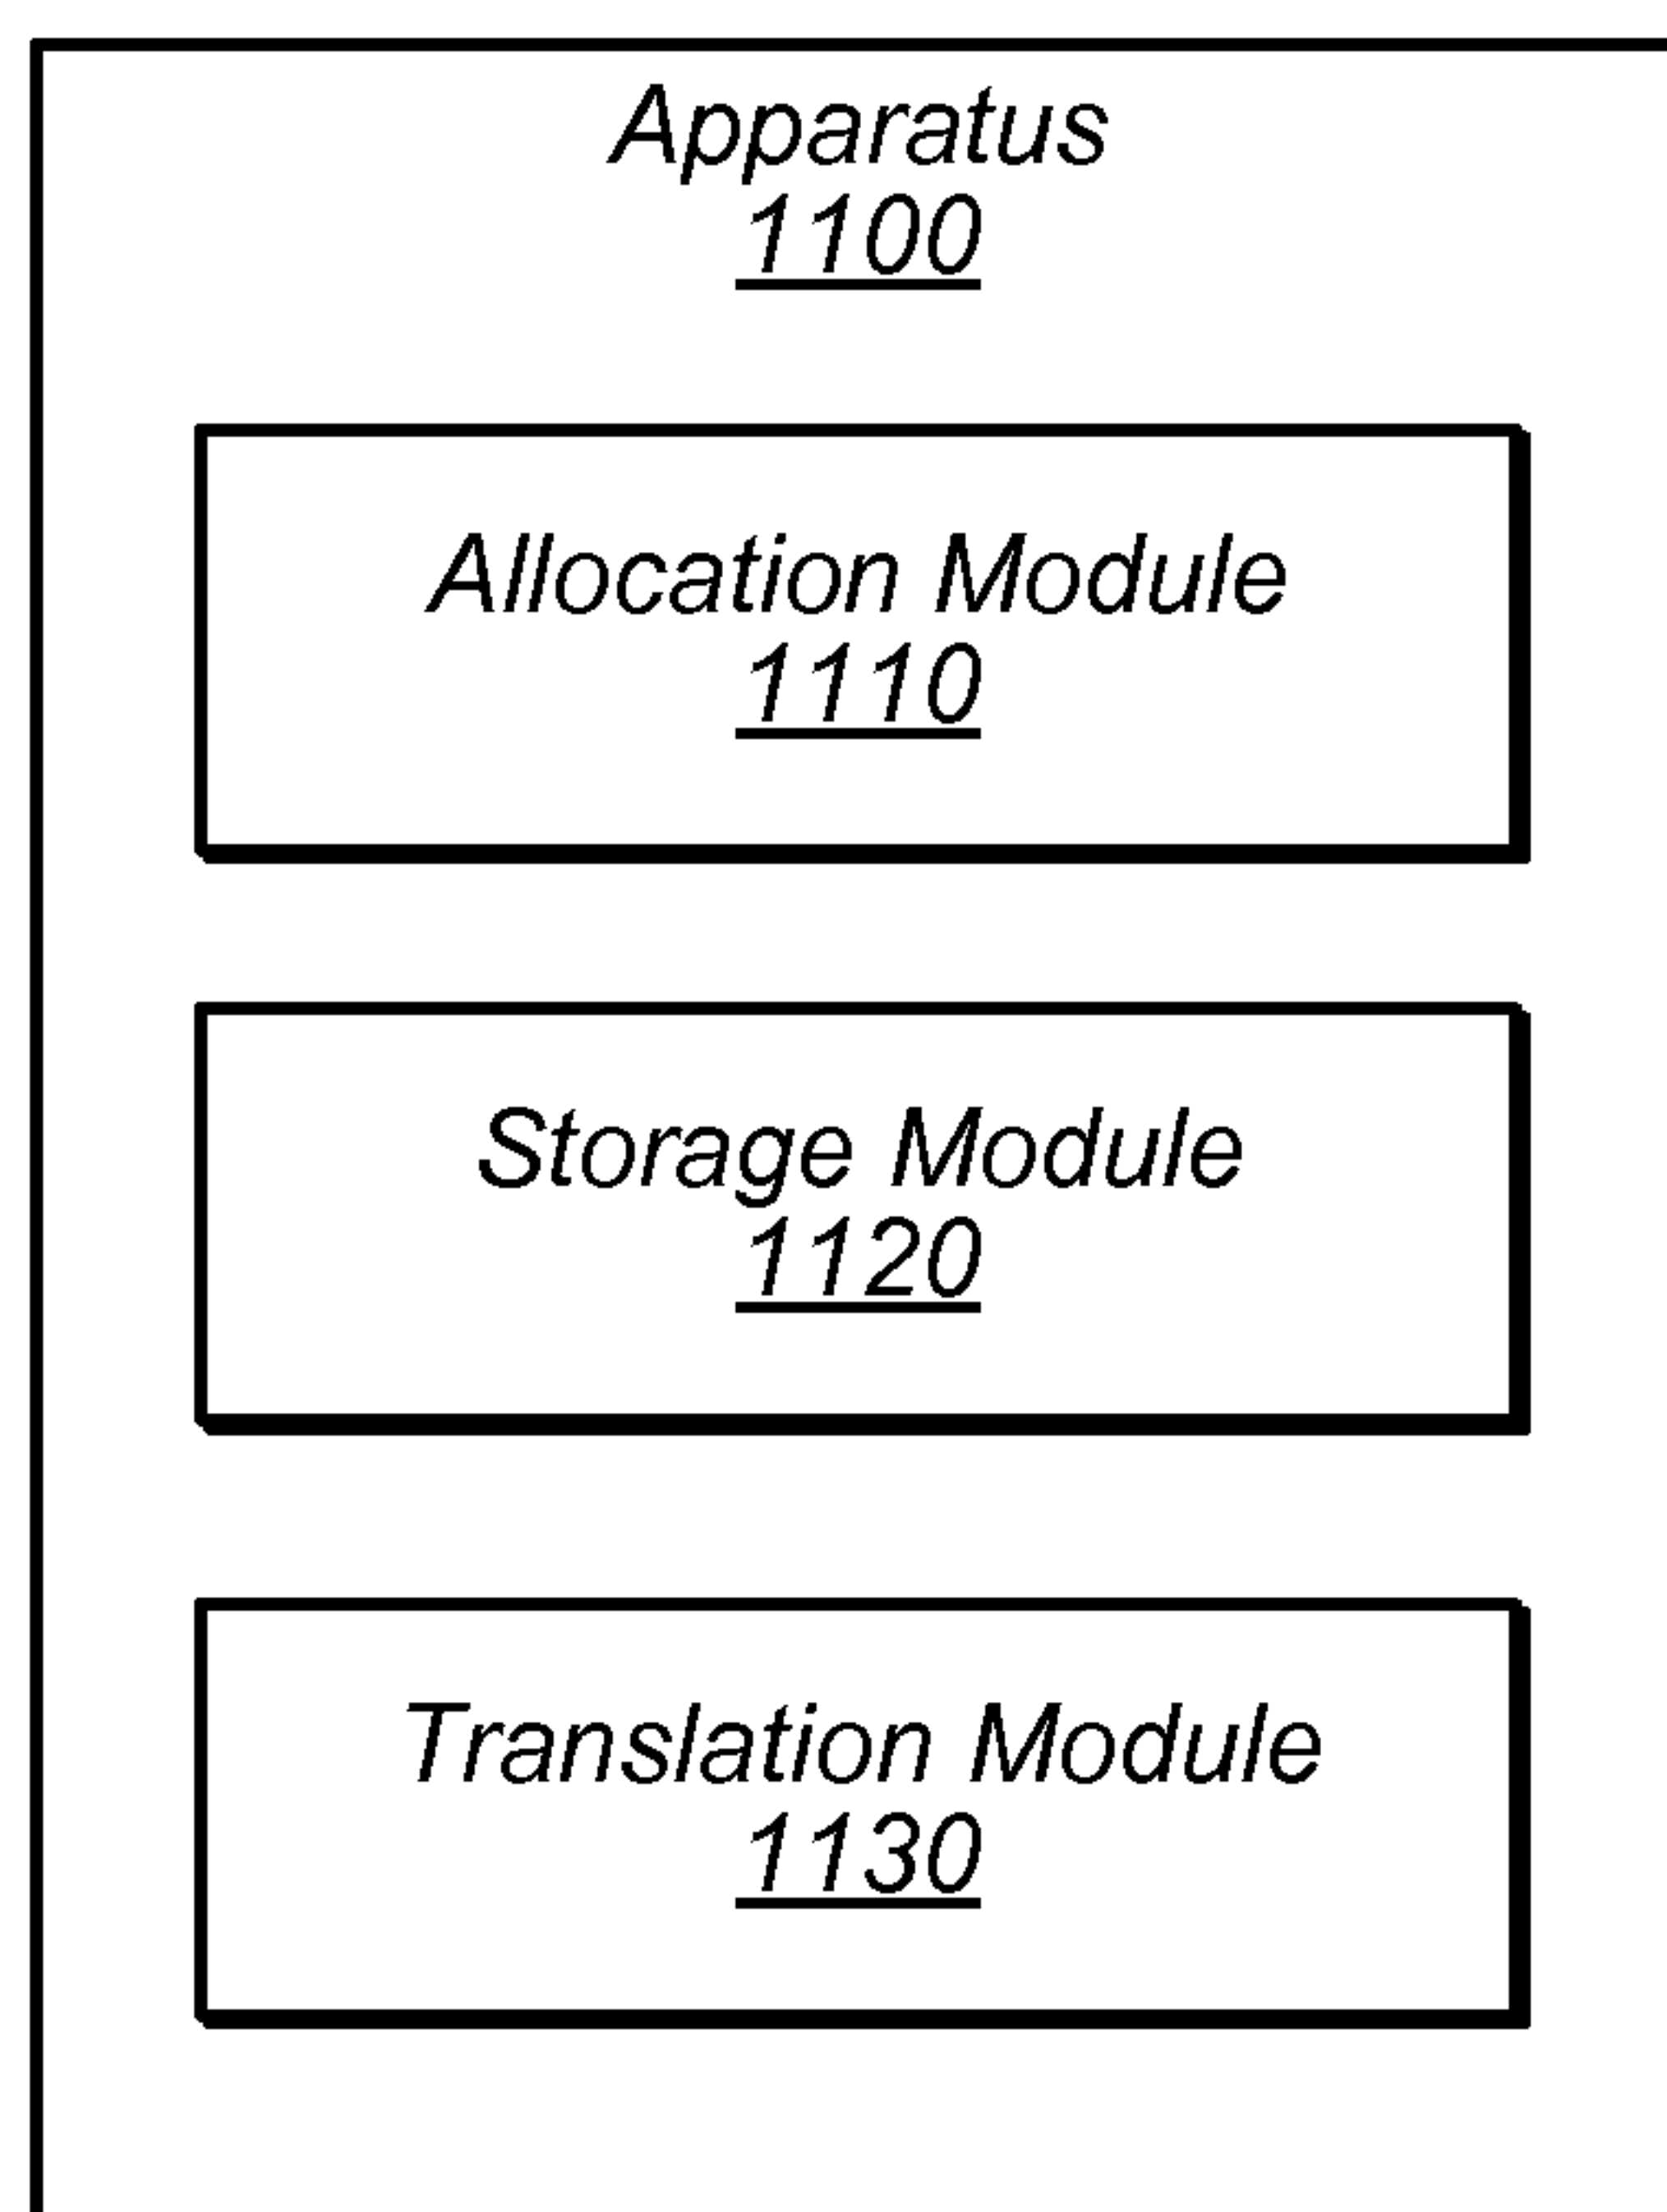 Apparatus
1100
Allocation Module
1110
Storage Module
1120
Translation Module
1130